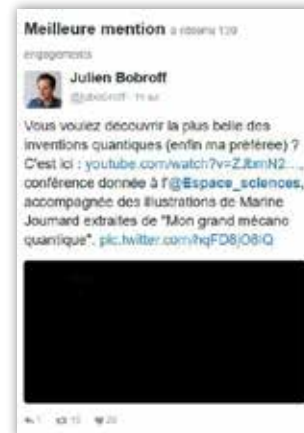 Meilleure mention a obtenu 139
engagements
Julien Bobroff
Vous voulez découvrir la plus belle des
inventions quantiques (enfin ma préférée) ?
C'est ici : youtube.com/watch?v=ZJbmN2...,
conférence donnée à l'@Espace_sciences,
accompagnée des illustrations de Marine
Joumard extraites de "Mon grand mécano
quantique". pic.twitter.com/hqFD8jO8IQ